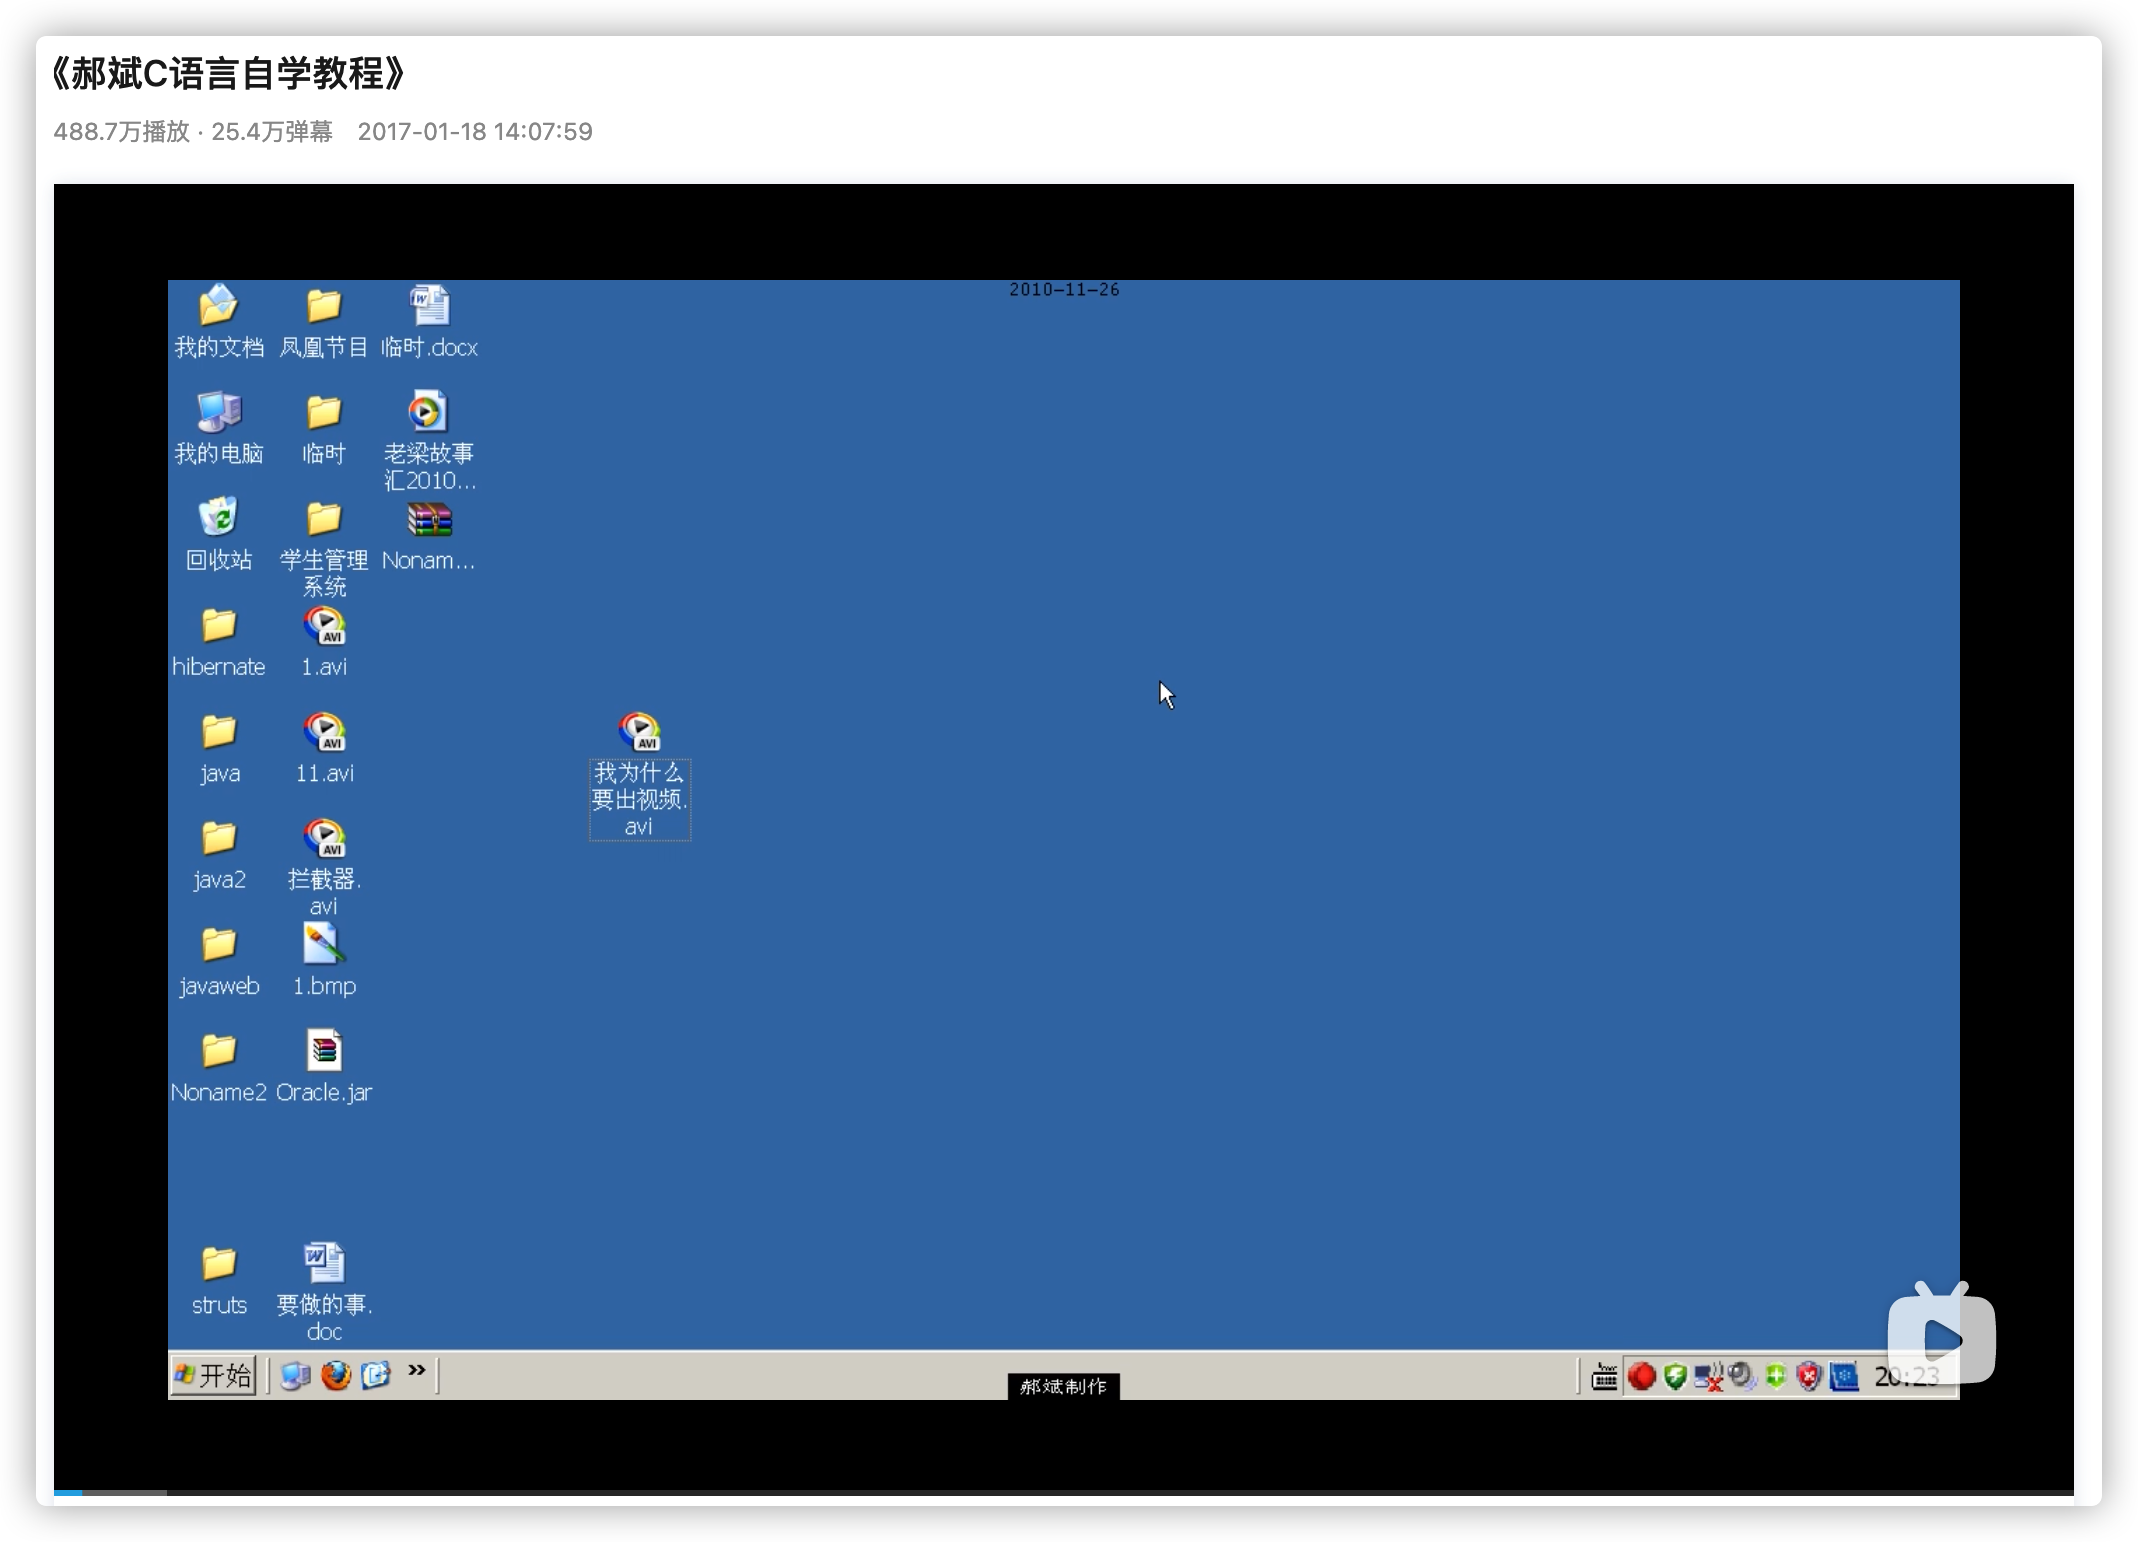 《郝斌C语言自学教程》
488.7万播放 · 25.4万弹幕 2017-01-18 14:07:59
2010-11-26
我的文档
凤凰节目
临时.docx
我的电脑
临时
老梁故事
汇2010...
回收站
学生管理
系统
Nonam...
hibernate
AVI
1.avi
java
AVI
11.avi
AVI
我为什么
要出视频.
avi
java2
AVI
拦截器.
avi
javaweb
1.bmp
Noname2
Oracle.jar
struts
要做的事.
doc
开始
»
郝斌制作
20:23